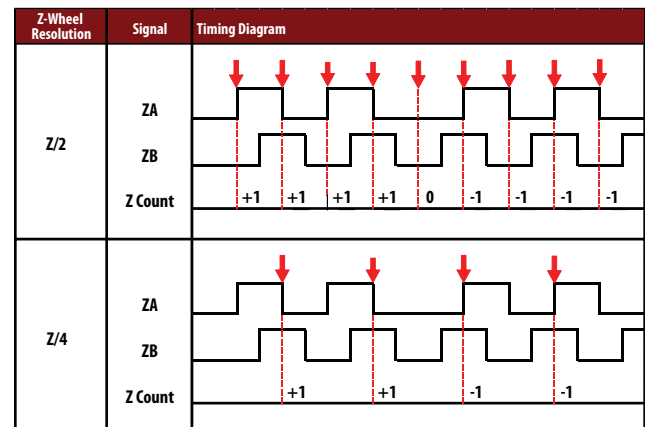 Z-Wheel
Resolution
Signal
Timing Diagram
Z/2
ZA
ZB
Z Count
+1 +1 +1 +1 0 -1 -1 -1 -1
Z/4
ZA
ZB
Z Count
+1 +1 -1 -1